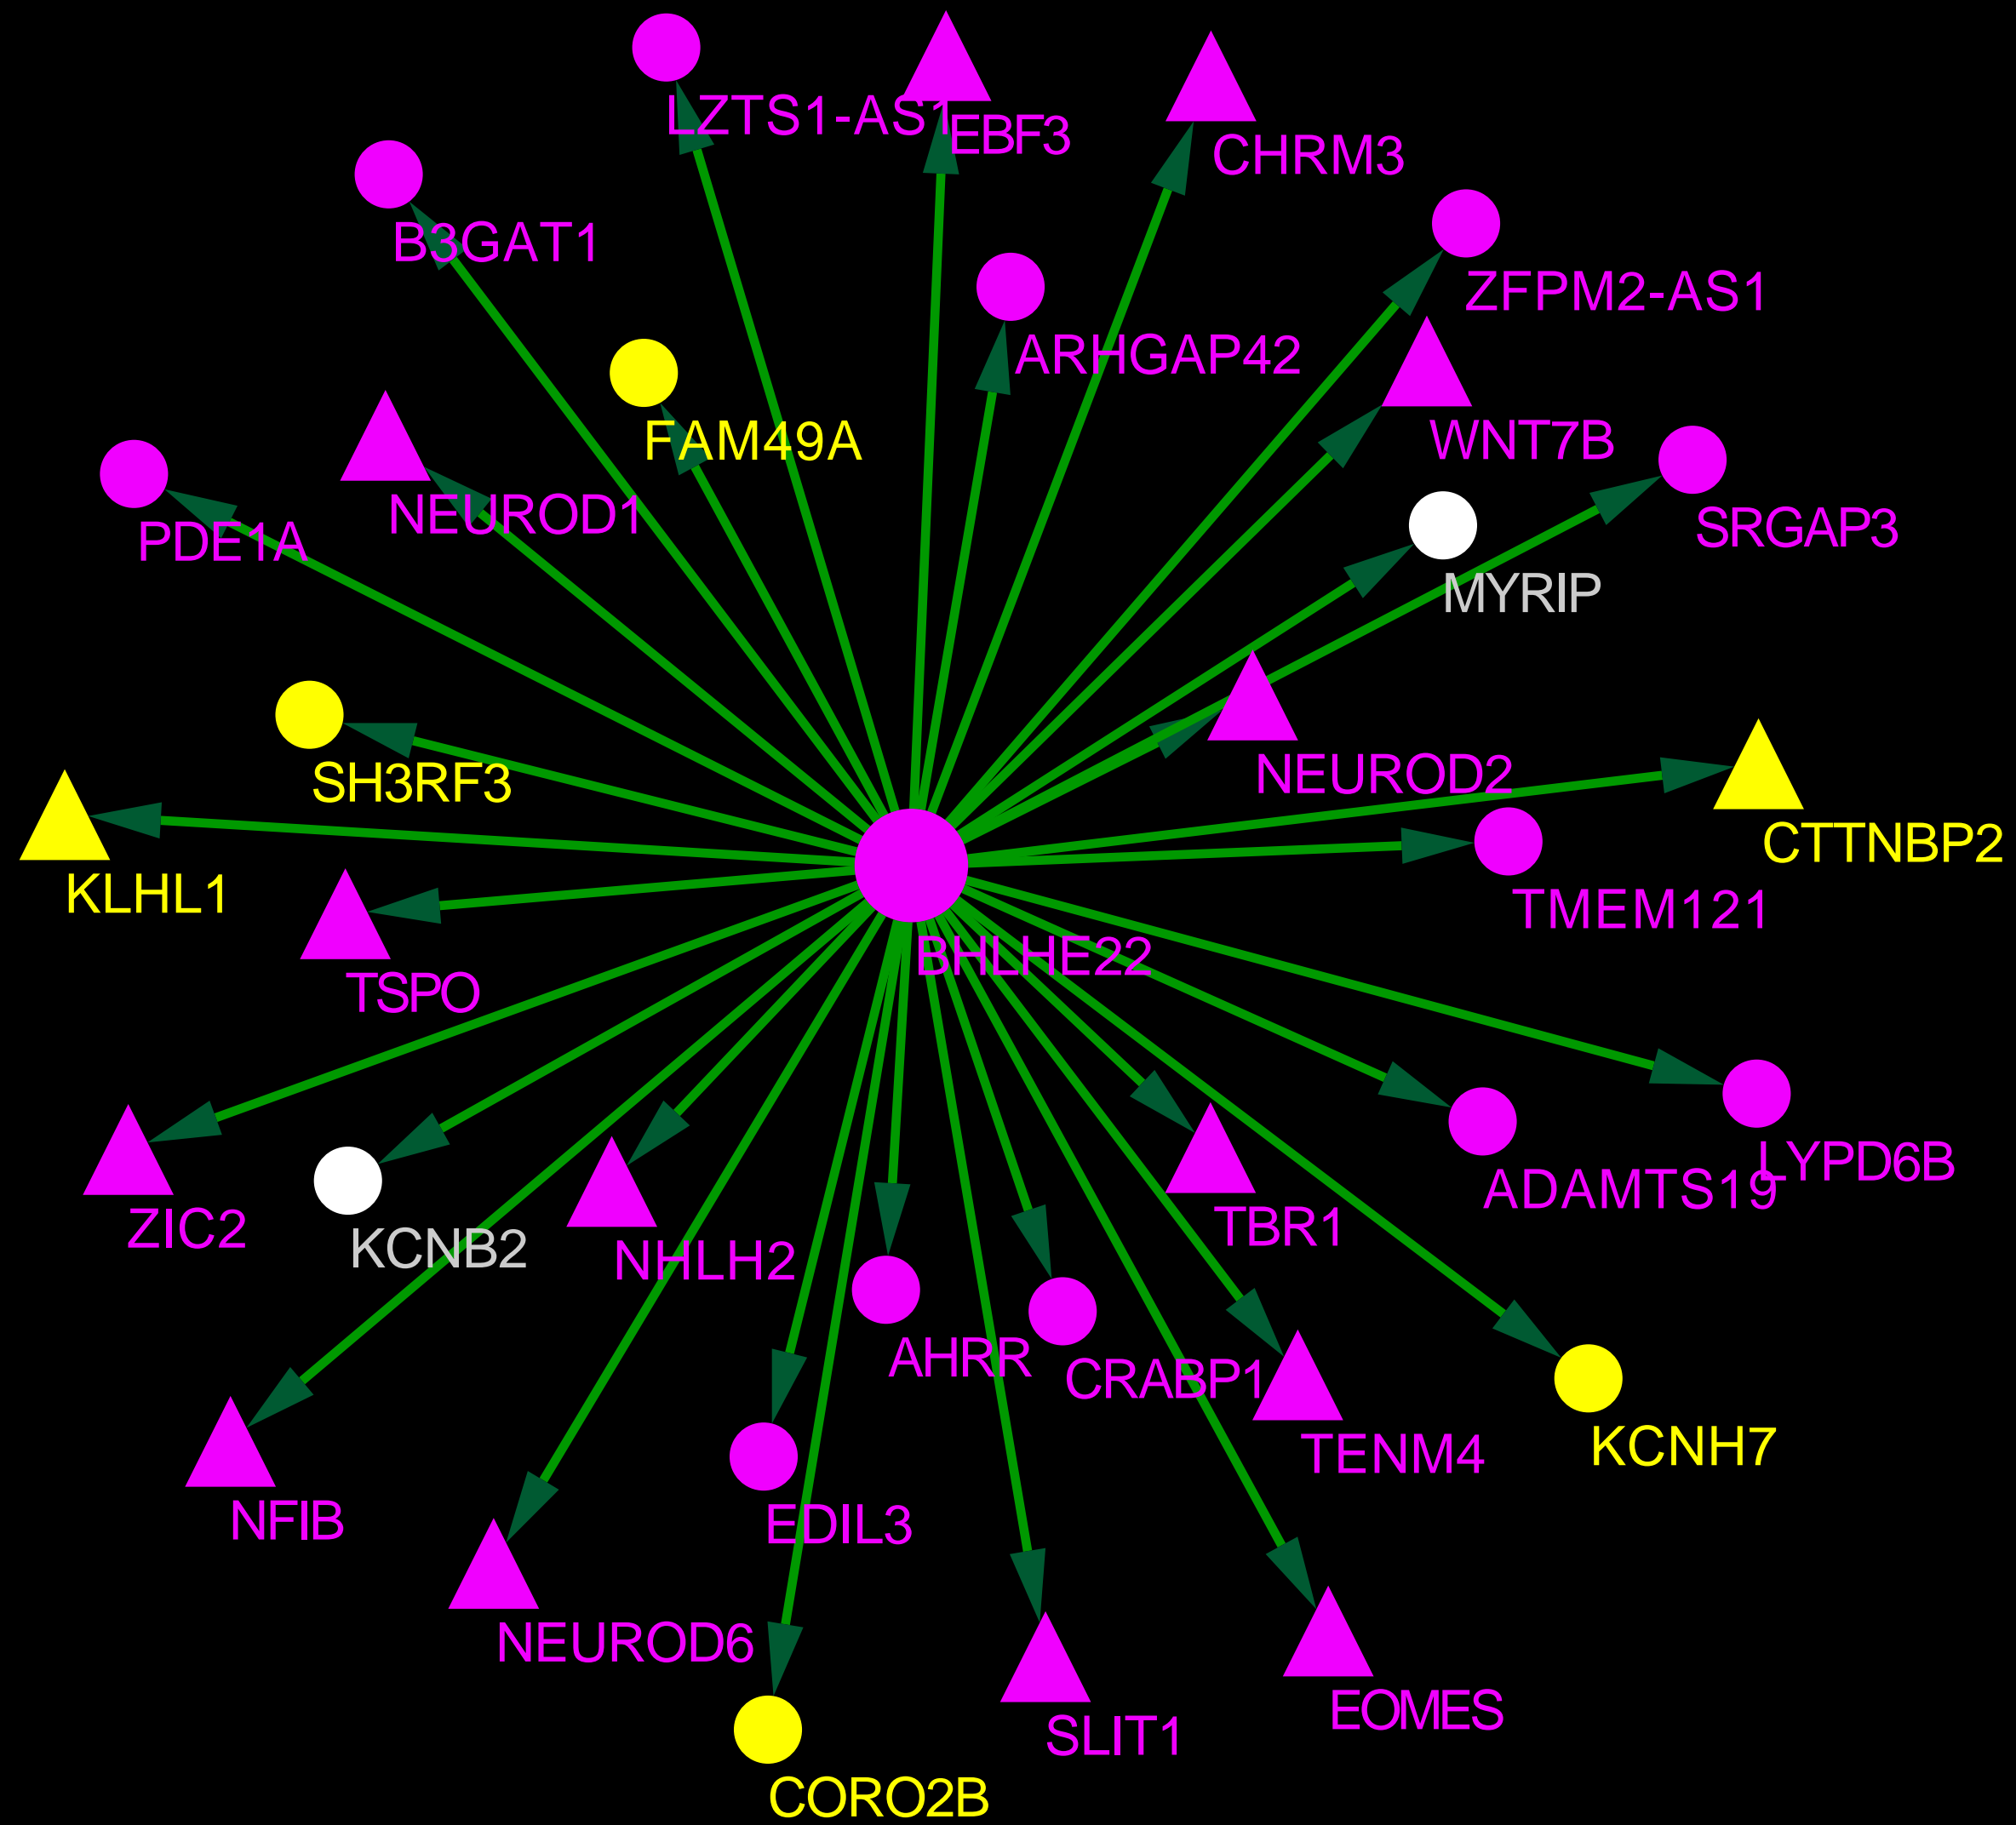 LZTS1-AS1
EBF3
CHRM3
B3GAT1
ZFPM2-AS1
ARHGAP42
FAM49A
WNT7B
NEUROD1
PDE1A
SRGAP3
MYRIP
SH3RF3
NEUROD2
CTTNBP2
KLHL1
TMEM121
BHLHE22
TSPO
LYPD6B
ADAMTS19
ZIC2
TBR1
KCNB2
NHLH2
AHRR
CRABP1
KCNH7
TENM4
NFIB
EDIL3
NEUROD6
EOMES
SLIT1
CORO2B